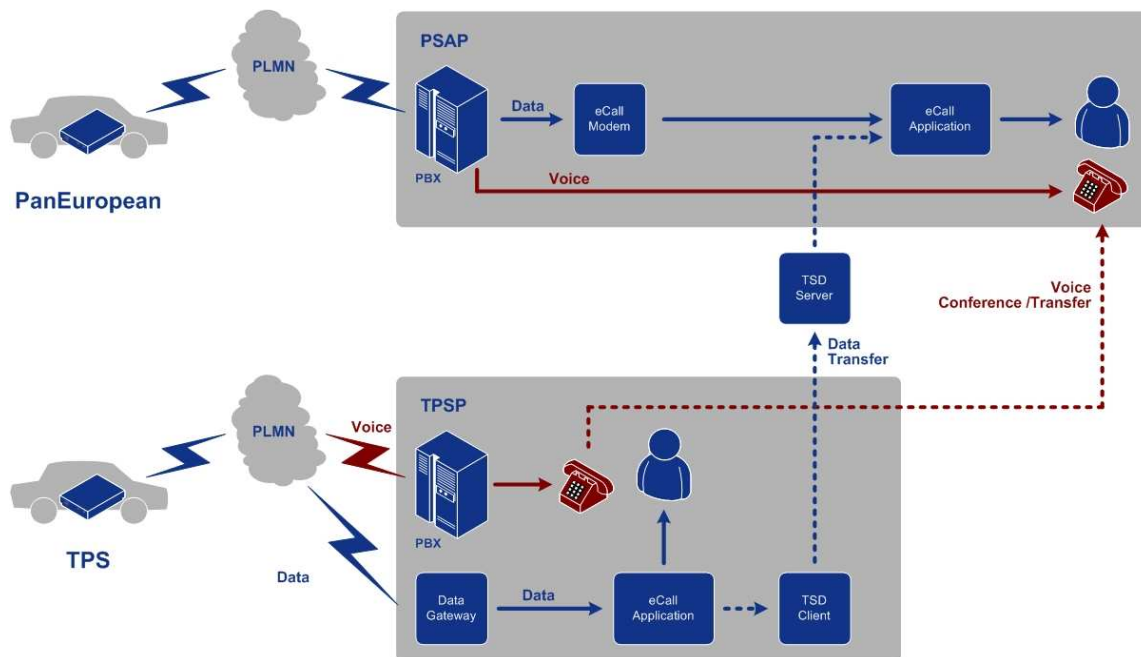 PSAP
PLMN
Data
eCall
Modem
eCall
Application
PBX
Voice
PanEuropean
TSD
Server
Voice
Conference /Transfer
Data
Transfer
TPSP
Voice
PLMN
PBX
TPS
Data
Data
Gateway
Data
eCall
Application
TSD
Client